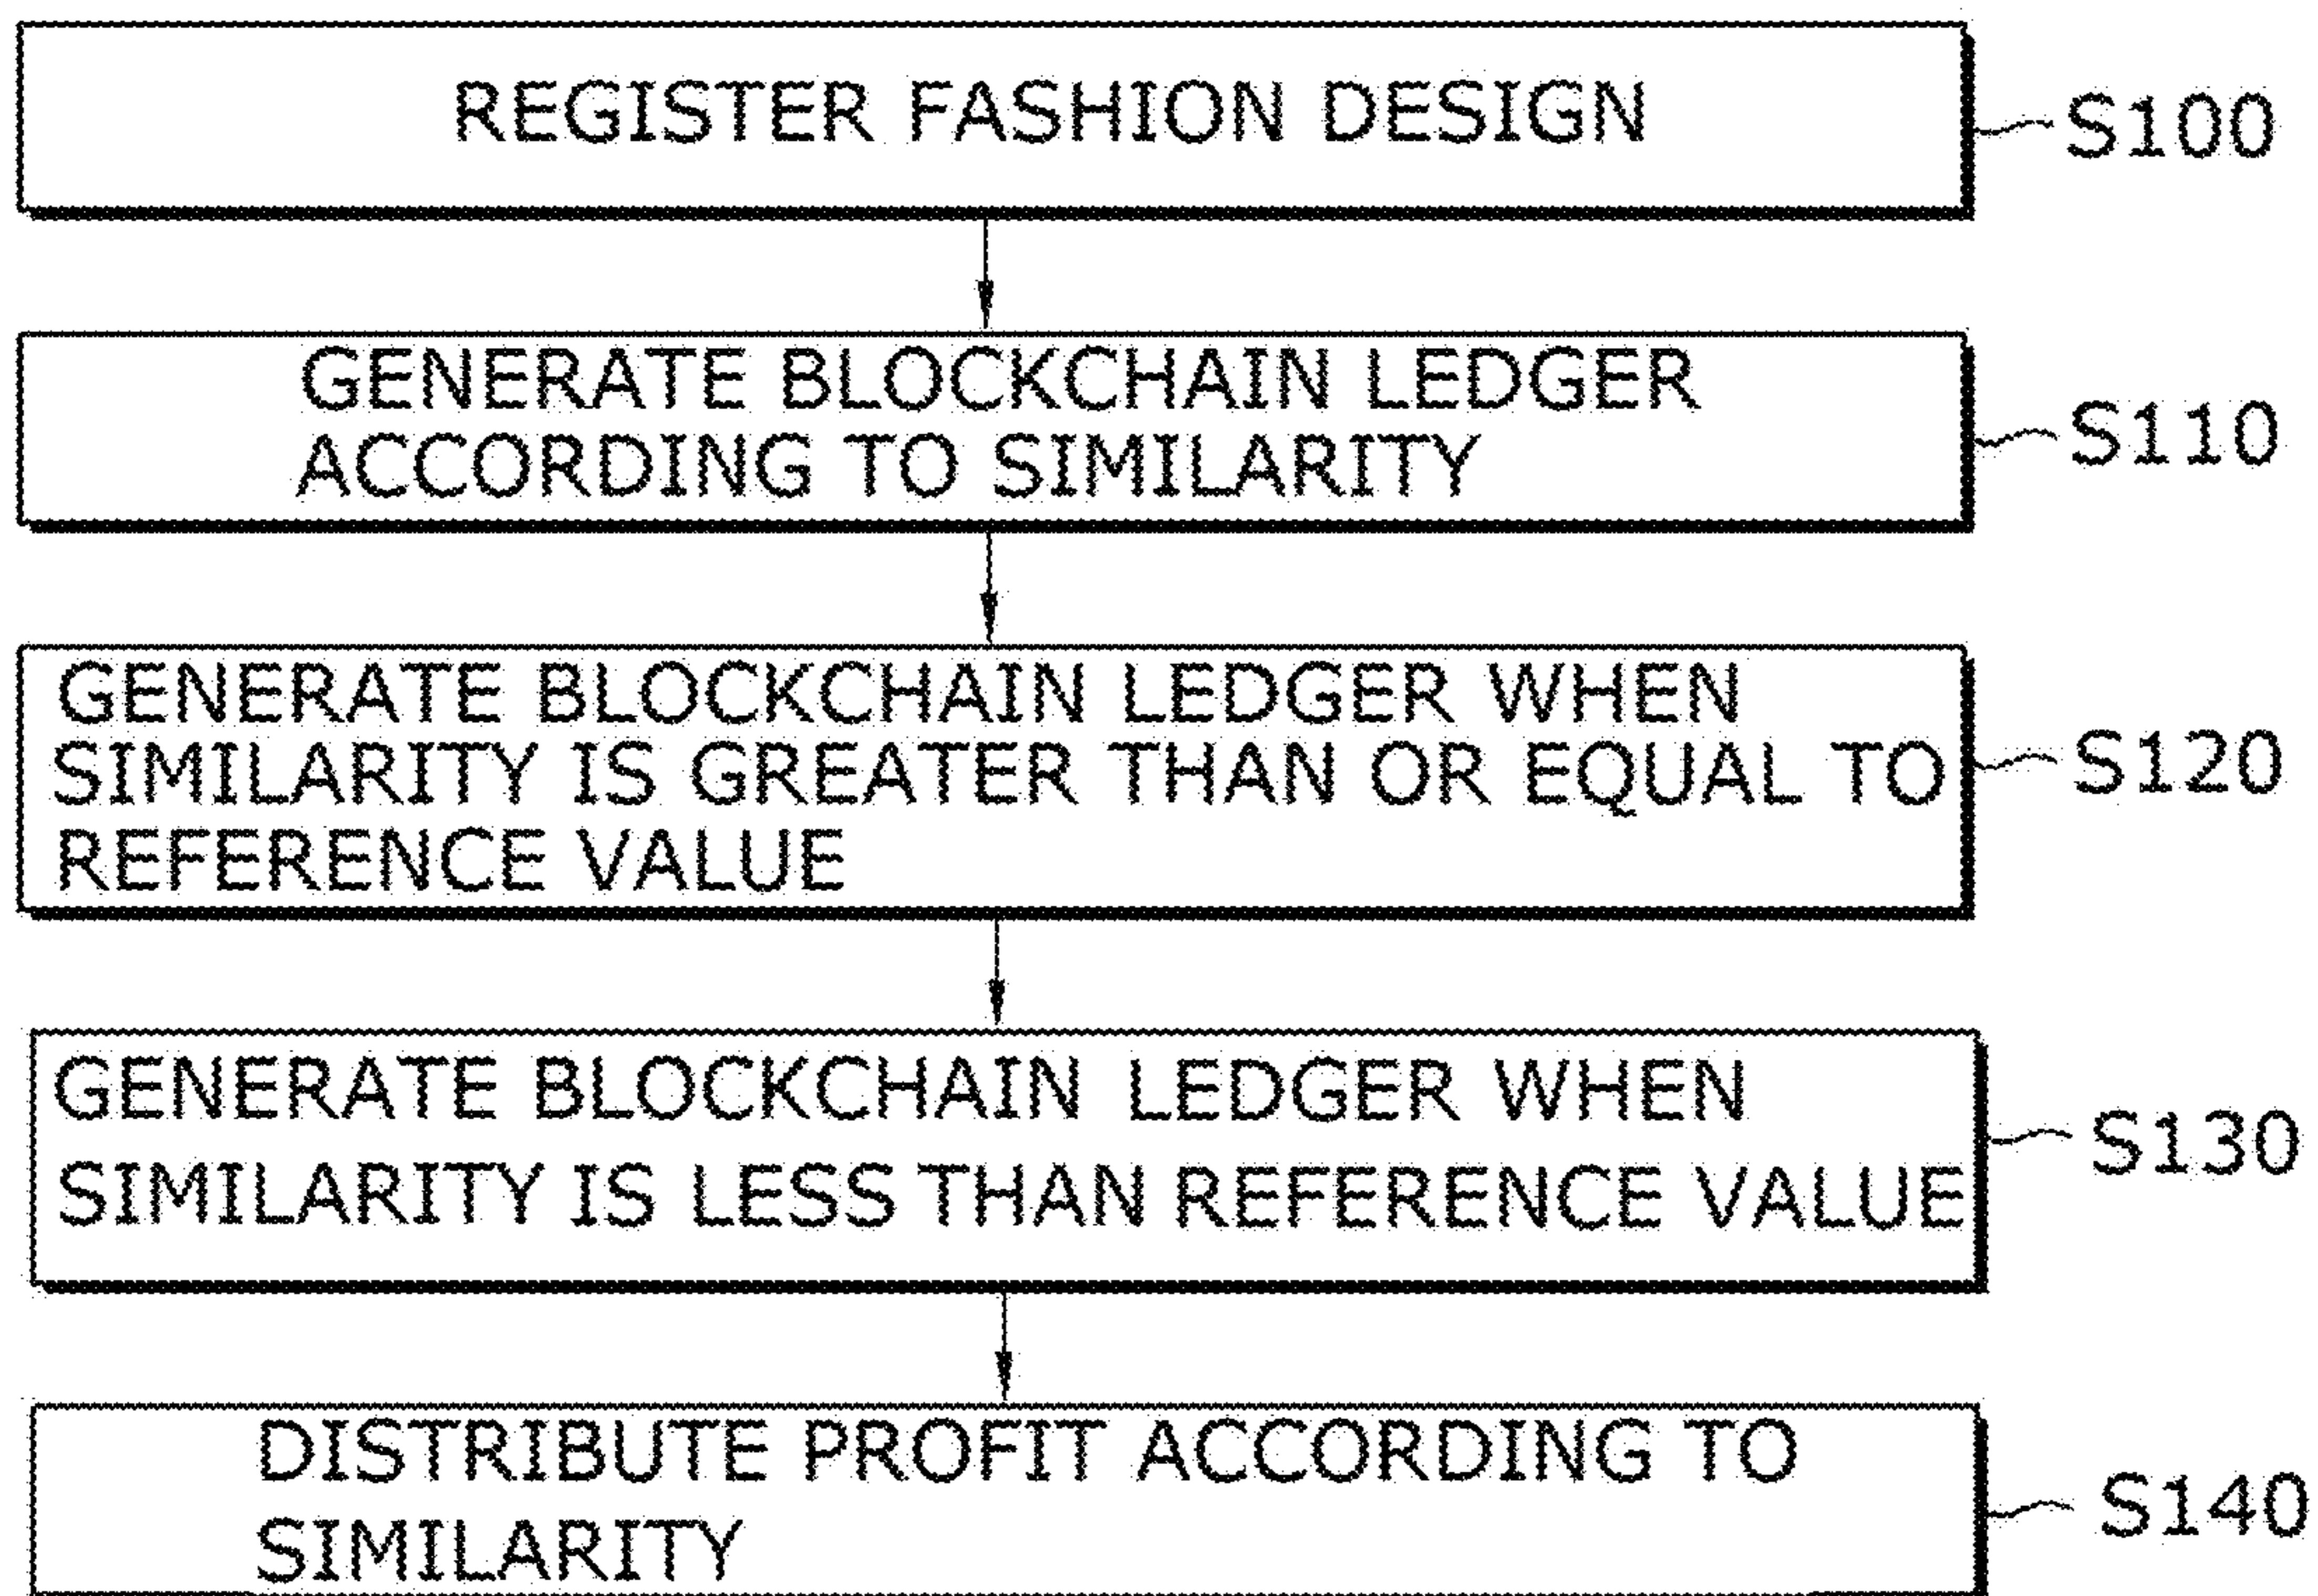 REGISTER FASHION DESIGN
S100
GENERATE BLOCKCHAIN LEDGER
ACCORDING TO SIMILARITY
S110
GENERATE BLOCKCHAIN LEDGER WHEN
SIMILARITY IS GREATER THAN OR EQUAL TO
REFERENCE VALUE
S120
GENERATE BLOCKCHAIN LEDGER WHEN
SIMILARITY IS LESS THAN REFERENCE VALUE
S130
DISTRIBUTE PROFIT ACCORDING TO
SIMILARITY
S140